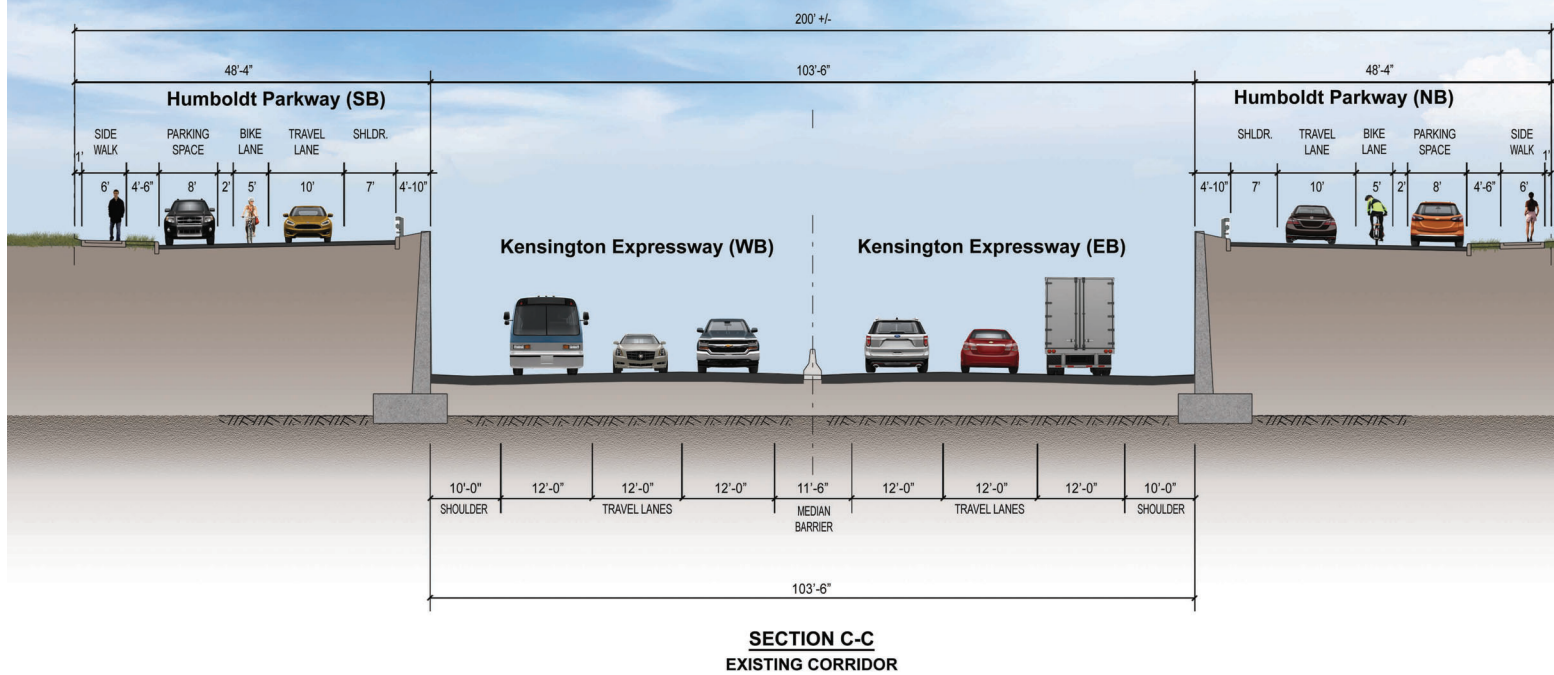 200' +/-
48'-4" 103'-6" 48'-4"
Humboldt Parkway (SB) Humboldt Parkway (NB)
SIDE WALK PARKING SPACE BIKE LANE TRAVEL LANE SHLDR.
SHLDR. TRAVEL LANE BIKE LANE PARKING SPACE SIDE WALK
1' 6' 4'-6" 8' 2' 5' 10' 7' 4'-10"
4'-10" 7' 10' 5' 2' 8' 4'-6" 6' 1'
Kensington Expressway (WB) Kensington Expressway (EB)
10'-0" 12'-0" 12'-0" 12'-0" 11'-6" 12'-0" 12'-0" 12'-0" 10'-0"
SHOULDER TRAVEL LANES MEDIAN BARRIER TRAVEL LANES SHOULDER
103'-6"
SECTION C-C
EXISTING CORRIDOR